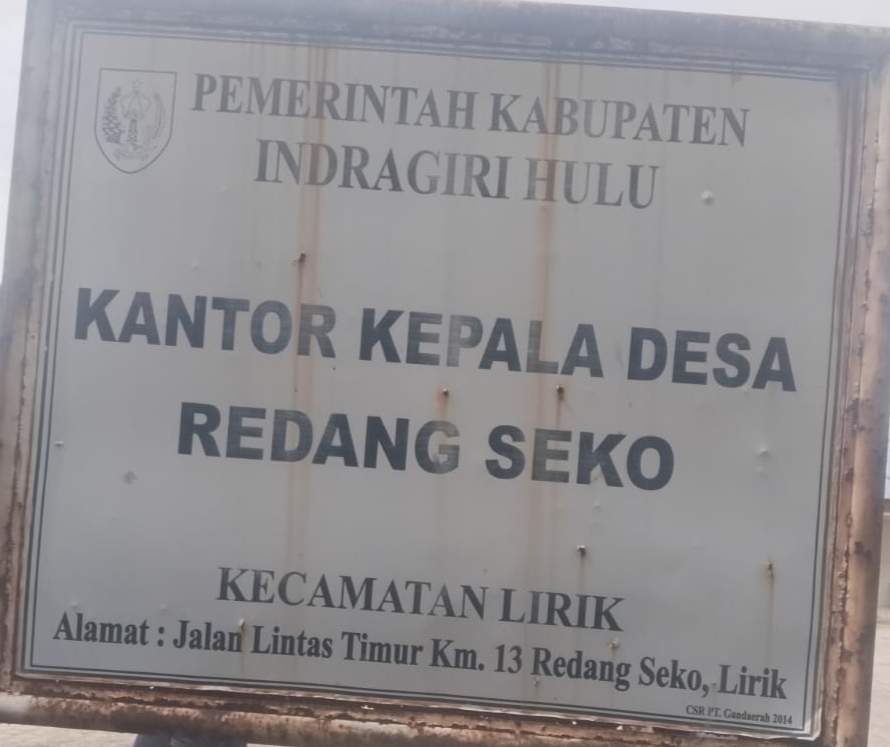 PEMERINTAH KABUPATEN
INDRAGIRI HULU
KANTOR KEPALA DESA
REDANG SEKO
KECAMATAN LIRIK
Alamat : Jalan Lintas Timur Km. 13 Redang Seko, Lirik
CSR PT. Gandaerah 2014